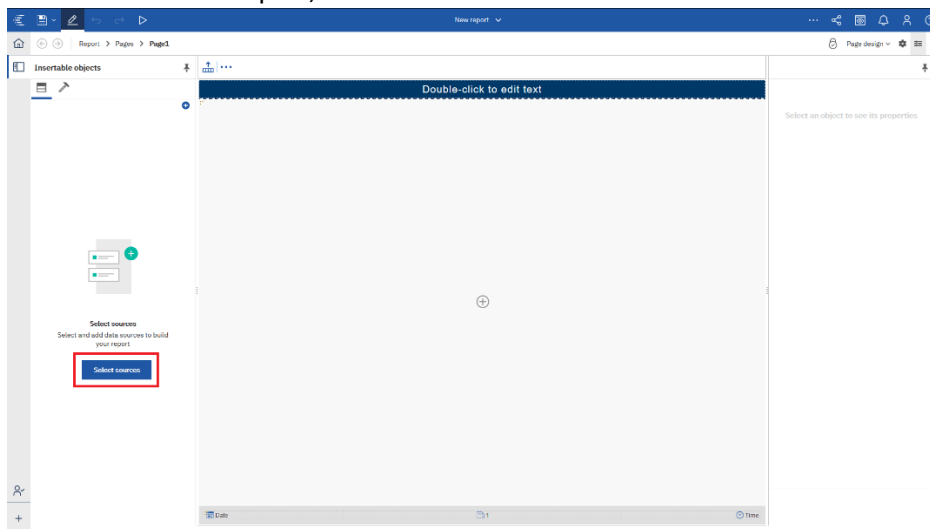 New report
Report > Pages > Page1
Page design
Insertable objects
Double-click to edit text
Select an object to see its properties
Select sources
Select and add data sources to build
your report
Select sources
Date
1
Time